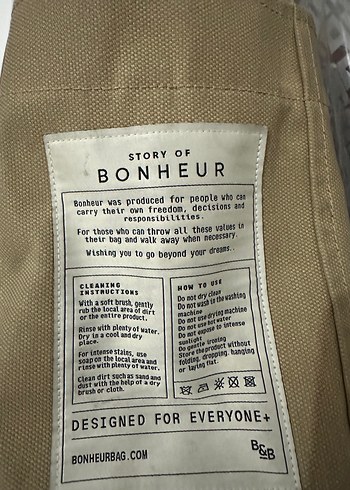 STORY OF
BONHEUR
Bonheur was produced for people who can
carry their own freedom, decisions and
responsibilities.
For those who can throw all these values in
their bag and walk away when necessary.
Wishing you to go beyond your dreams..
CLEANING
INSTRUCTIONS
With a soft brush, gently
rub the local area of dirt
or the entire product.
Rinse with plenty of water.
Dry in a cool and dry
place.
For intense stains, use
soap on the local area and
rinse with plenty of water.
Clean dirt such as sand and
dust with the help of a dry
brush or cloth.
HOW TO USE
Do not dry clean
Do not wash in the washing
machine
Do not use drying machine
Do not use hot water
Do not expose to intense
sunlight
Do gentle ironing
Store the product without
folding, dropping, hanging
or laying flat.
DESIGNED FOR EVERYONE+
BONHEURBAG.COM
B&B